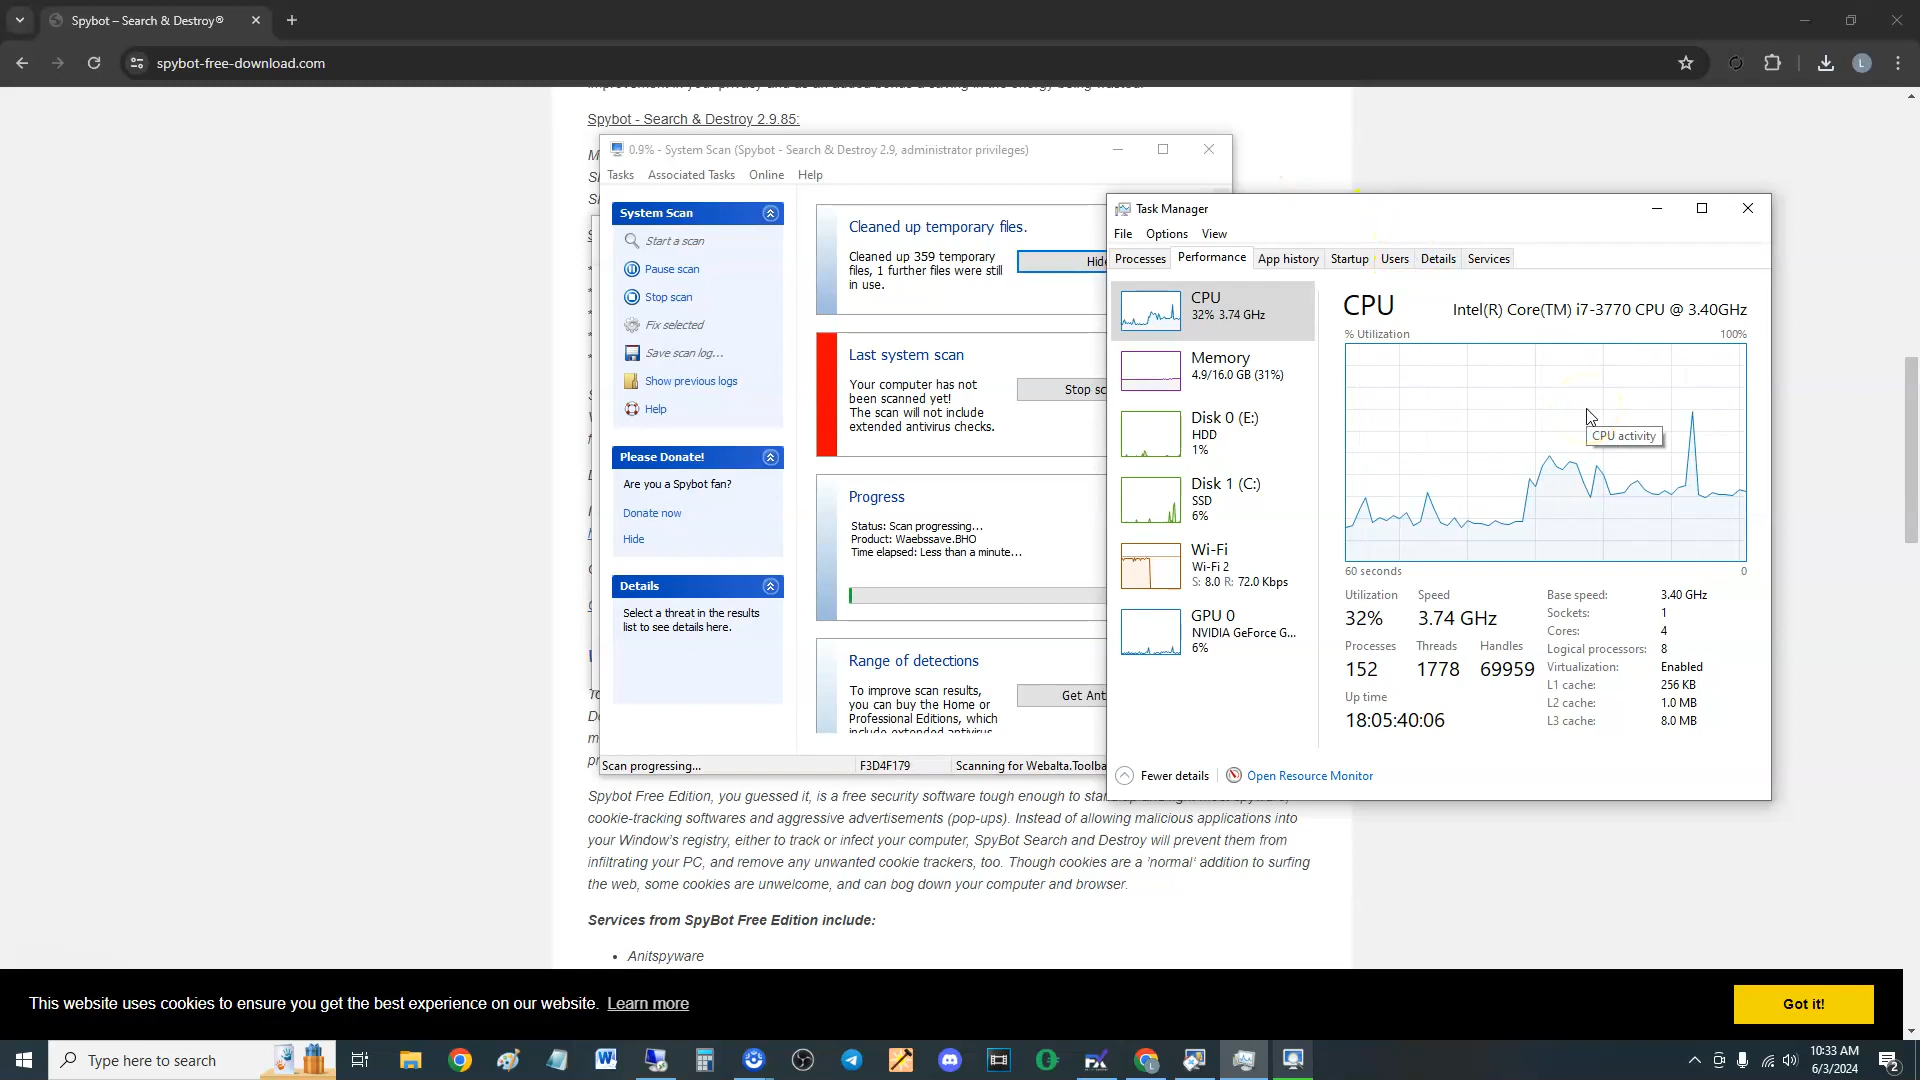 Spybot – Search & Destroy®
spybot-free-download.com
L
Spybot - Search & Destroy 2.9.85:
0.9% - System Scan (Spybot - Search & Destroy 2.9, administrator privileges)
Tasks Associated Tasks Online Help
System Scan
Start a scan
Pause scan
Stop scan
Fix selected
Save scan log...
Show previous logs
Help
Please Donate!
Are you a Spybot fan?
Donate now
Hide
Details
Select a threat in the results
list to see details here.
Cleaned up temporary files.
Cleaned up 359 temporary
files, 1 further files were still
in use.
Hide
Last system scan
Your computer has not
been scanned yet!
The scan will not include
extended antivirus checks.
Stop sc
Progress
Status: Scan progressing...
Product: Waebssave.BHO
Time elapsed: Less than a minute...
Range of detections
To improve scan results,
you can buy the Home or
Professional Editions, which
include extended antivirus
Get Ant
Scan progressing... F3D4F179 Scanning for Webalta.Toolba
Task Manager
File Options View
Processes Performance App history Startup Users Details Services
CPU
32% 3.74 GHz
Memory
4.9/16.0 GB (31%)
Disk 0 (E:)
HDD
1%
Disk 1 (C:)
SSD
6%
Wi-Fi
Wi-Fi 2
S: 8.0 R: 72.0 Kbps
GPU 0
NVIDIA GeForce G...
6%
CPU Intel(R) Core(TM) i7-3770 CPU @ 3.40GHz
% Utilization 100%
CPU activity
60 seconds 0
Utilization Speed
32% 3.74 GHz
Processes Threads Handles
152 1778 69959
Up time
18:05:40:06
Base speed: 3.40 GHz
Sockets: 1
Cores: 4
Logical processors: 8
Virtualization: Enabled
L1 cache: 256 KB
L2 cache: 1.0 MB
L3 cache: 8.0 MB
Fewer details Open Resource Monitor
Spybot Free Edition, you guessed it, is a free security software tough enough to
cookie-tracking softwares and aggressive advertisements (pop-ups). Instead of allowing malicious applications into
your Window's registry, either to track or infect your computer, SpyBot Search and Destroy will prevent them from
infiltrating your PC, and remove any unwanted cookie trackers, too. Though cookies are a 'normal' addition to surfing
the web, some cookies are unwelcome, and can bog down your computer and browser.
Services from SpyBot Free Edition include:
• Anitspyware
This website uses cookies to ensure you get the best experience on our website. Learn more
Got it!
Type here to search
10:33 AM
6/3/2024
2